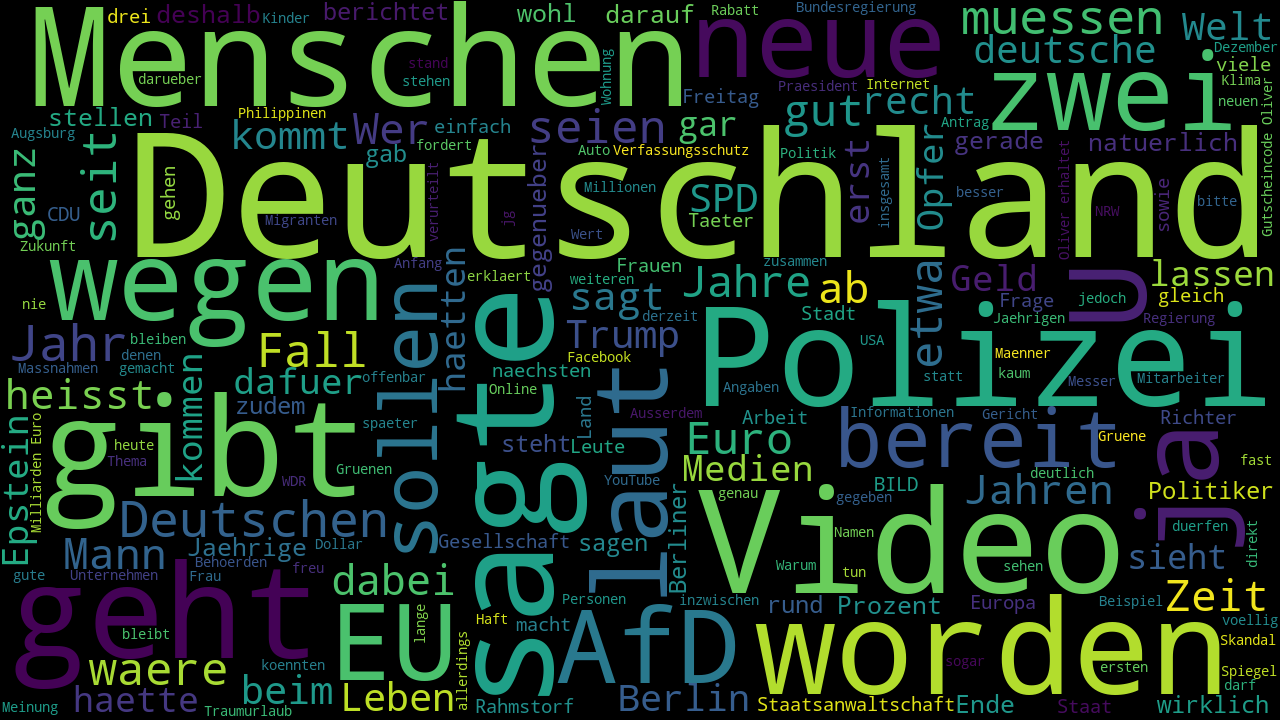 Menschen
neue
zwei
muessen
Welt
deutsche
drei
deshalb
Kinder
berichtet
wohl
darauf
Rabatt
Bundesregierung
Dezember
viele
Klima
neuen
darueber
stand
stehen
Wohnung
Freitag
Praesident
Internet
gut
recht
Antrag
gerade
natuerlich
Gutscheincode Oliver
stellen
Teil
Philippinen
Augsburg
kommt
Wer
einfach
seien
gar
gab
fordert
Auto
Verfassungsschutz
Politik
ganz
seit
gehen
Deutschland
CDU
Zukunft
Migranten
verurteilt
jg
gegenueber
Millionen
SPD
Taeter
Wert
erst
insgesamt
Opfer
besser
Oliver erhaltet
NRW
sowie
bitte
wegen
nie
Anfang
haetten
erklaert
sollen
sagte
weiteren
Frauen
zusammen
sagt
derzeit
Jahre
ab
Stadt
etwa
Geld
Frage
u
lassen
jedoch
gleich
Jaehrigen
Regierung
Jahr
bleiben
denen
gemacht
Massnahmen
Fall
Trump
Facebook
Polizei
USA
Maenner
kaum
Messer
Mitarbeiter
statt
Angaben
heisst
dafuer
offenbar
naechsten
Online
kommen
zudem
spaeter
Land
laut
Ausserdem
Arbeit
Informationen
Gericht
Richter
Gruene
Epstein
Milliarden Euro
heute
Thema
gibt
WDR
Gruenen
steht
Leute
Euro
bereit
ja
fast
Medien
YouTube
genau
BILD
gegeben
deutlich
Jahren
Politiker
Deutschen
Mann
Jaehrige
Dollar
Gesellschaft
sagen
Berliner
Video
Namen
Warum
tun
sehen
sieht
duerfen
direkt
Behoerden
gute
Unternehmen
Frau
freu
dabei
Personen
inzwischen
rund
Prozent
Europa
Beispiel
Zeit
voellig
geht
bleibt
EU
lange
Haft
macht
AfD
worden
sogar
ersten
Skandal
Spiegel
darf
waere
koennten
allerdings
haette
beim
Leben
Rahmstorf
Berlin
Staatsanwaltschaft
Ende
Staat
wirklich
Meinung
Traumurlaub